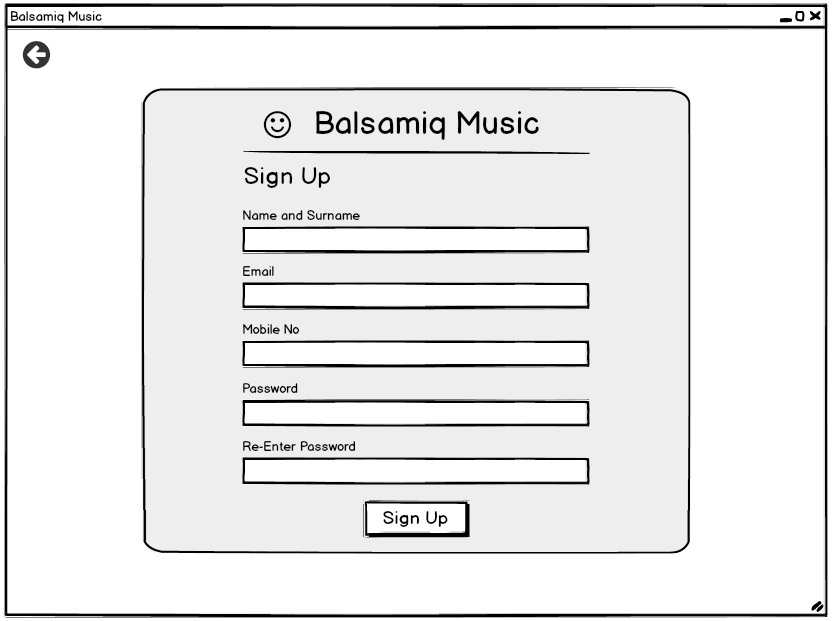 Balsamiq Music
Balsamiq Music
Sign Up
Name and Surname
Email
Mobile No
Password
Re-Enter Password
Sign Up